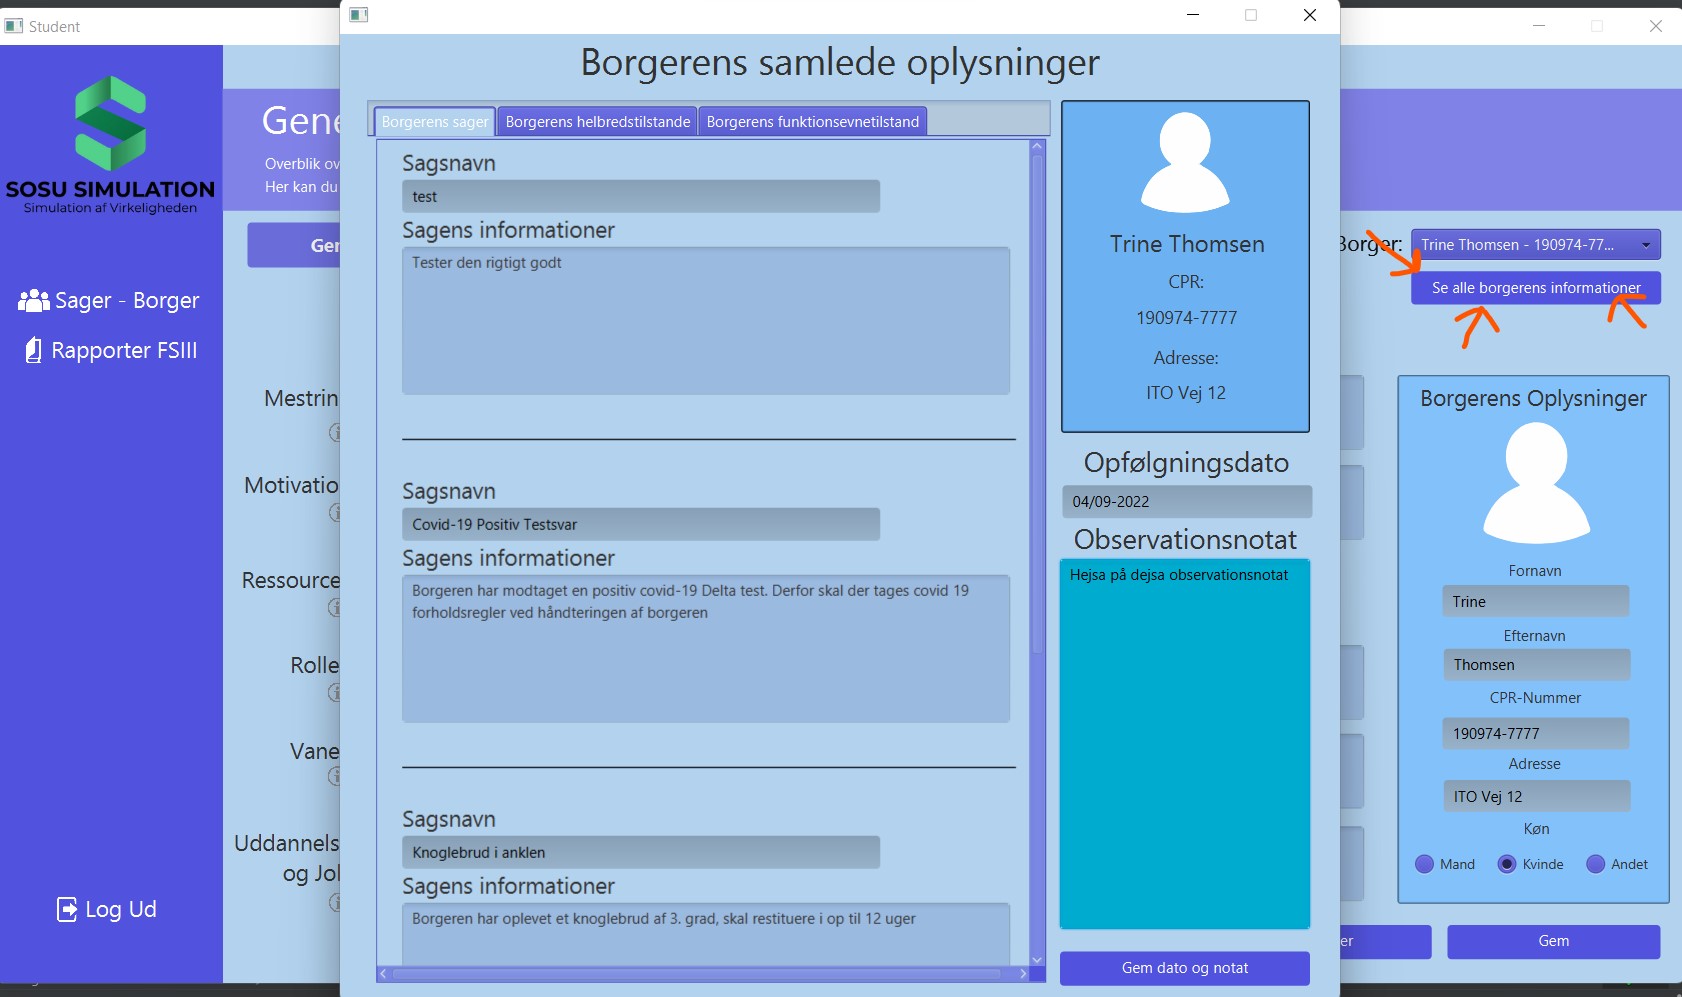 Student
SOSU SIMULATION
Simulation af Virkeligheden
Sager - Borger
Rapporter FSIII
Log Ud
Gene
Overblik ov
Her kan du
Ger
Mestrin
Motivatio
Ressource
Rolle
Vane
Uddannels
og Jol
Borgerens samlede oplysninger
Borgerens sager
Borgerens helbredstilstande
Borgerens funktionsevnetilstand
Sagsnavn
test
Sagens informationer
Tester den rigtigt godt
Sagsnavn
Covid-19 Positiv Testsvar
Sagens informationer
Borgeren har modtaget en positiv covid-19 Delta test. Derfor skal der tages covid 19
forholdsregler ved håndteringen af borgeren
Sagsnavn
Knoglebrud i anklen
Sagens informationer
Borgeren har oplevet et knoglebrud af 3. grad, skal restituere i op til 12 uger
Trine Thomsen
CPR:
190974-7777
Adresse:
ITO Vej 12
Opfølgningsdato
04/09-2022
Observationsnotat
Hejsa på dejsa observationsnotat
Gem dato og notat
Borger:
Trine Thomsen - 190974-77...
Se alle borgerens informationer
Borgerens Oplysninger
Fornavn
Trine
Efternavn
Thomsen
CPR-Nummer
190974-7777
Adresse
ITO Vej 12
Køn
Mand
Kvinde
Andet
er
Gem